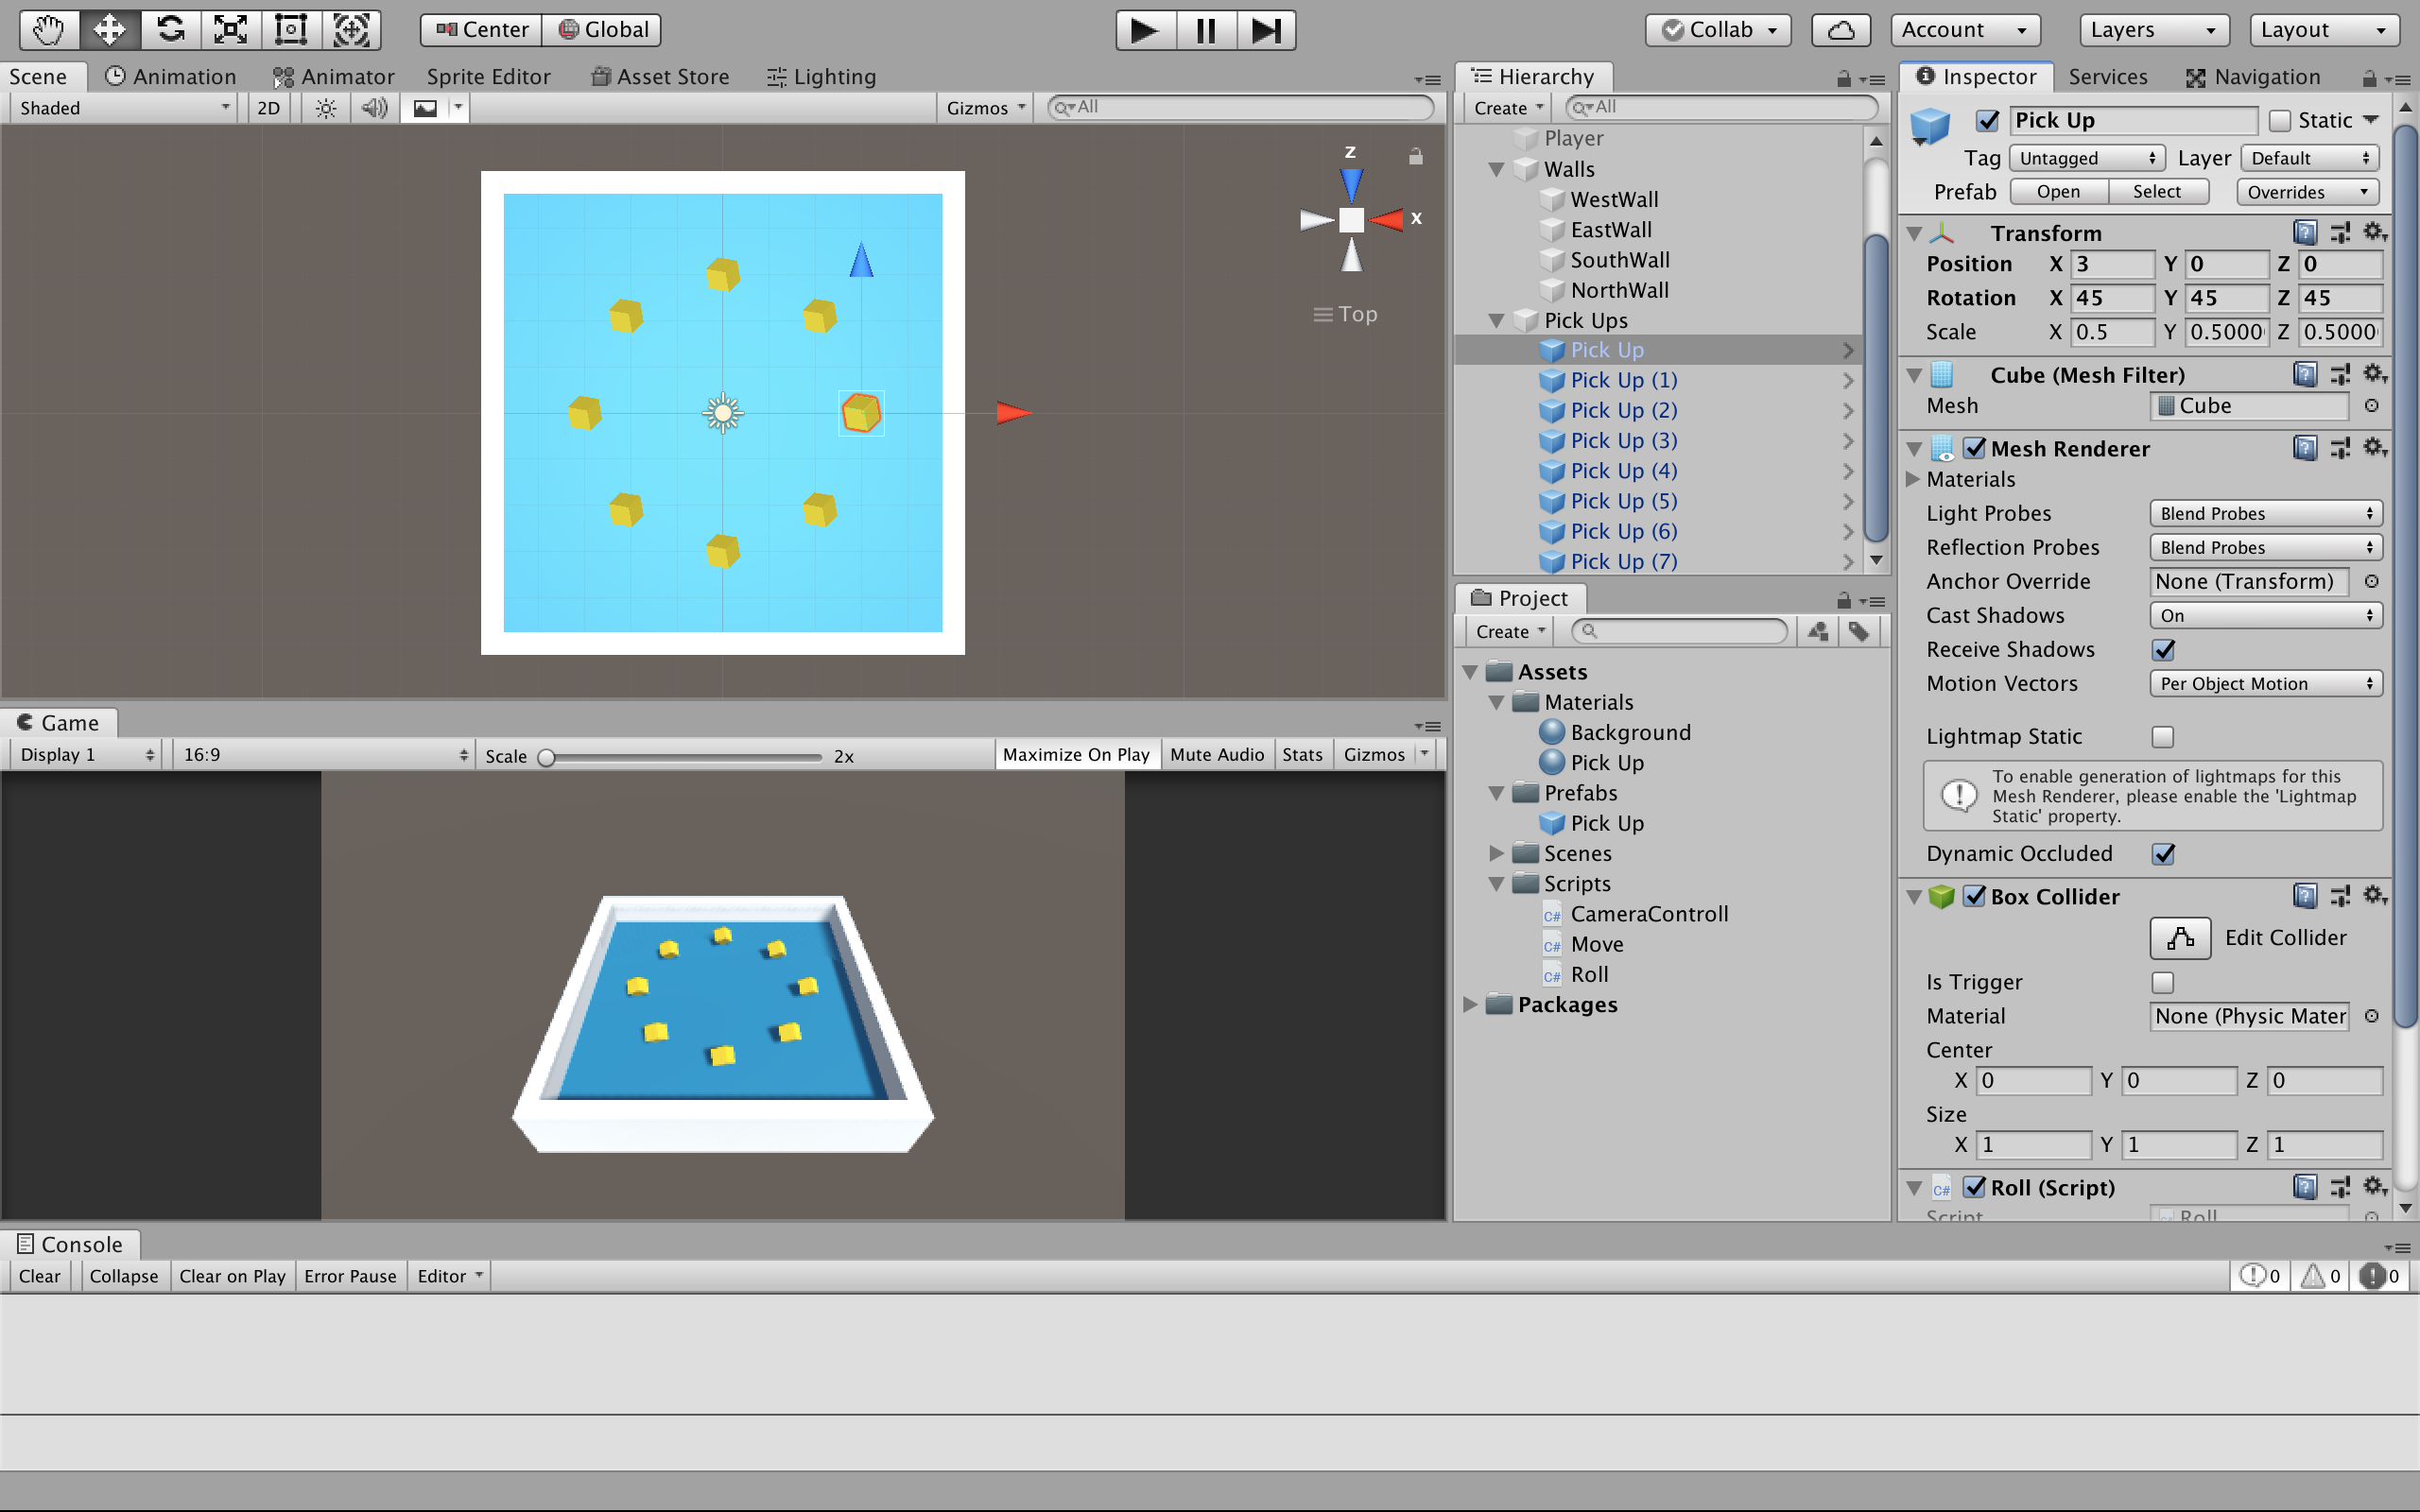 Center Global Collab Account Layers Layout
Scene Animation Animator Sprite Editor Asset Store Lighting
Shaded 2D Gizmos All
z
x
Top
Game
Display 1 16:9 Scale 2x Maximize On Play Mute Audio Stats Gizmos
Hierarchy
Create All
Player
Walls
WestWall
EastWall
SouthWall
NorthWall
Pick Ups
Pick Up
Pick Up (1)
Pick Up (2)
Pick Up (3)
Pick Up (4)
Pick Up (5)
Pick Up (6)
Pick Up (7)
Project
Create
Assets
Materials
Background
Pick Up
Prefabs
Pick Up
Scenes
Scripts
C# CameraControll
C# Move
C# Roll
Packages
Inspector Services Navigation
Pick Up Static
Tag Untagged Layer Default
Prefab Open Select Overrides
Transform
Position X 3 Y 0 Z 0
Rotation X 45 Y 45 Z 45
Scale X 0.5 Y 0.5000 Z 0.5000
Cube (Mesh Filter)
Mesh Cube
Mesh Renderer
Materials
Light Probes Blend Probes
Reflection Probes Blend Probes
Anchor Override None (Transform)
Cast Shadows On
Receive Shadows
Motion Vectors Per Object Motion
Lightmap Static
To enable generation of lightmaps for this
Mesh Renderer, please enable the 'Lightmap
Static' property.
Dynamic Occluded
Box Collider
Edit Collider
Is Trigger
Material None (Physic Mater
Center
X 0 Y 0 Z 0
Size
X 1 Y 1 Z 1
C# Roll (Script)
Script Roll
Console
Clear Collapse Clear on Play Error Pause Editor 0 0 0